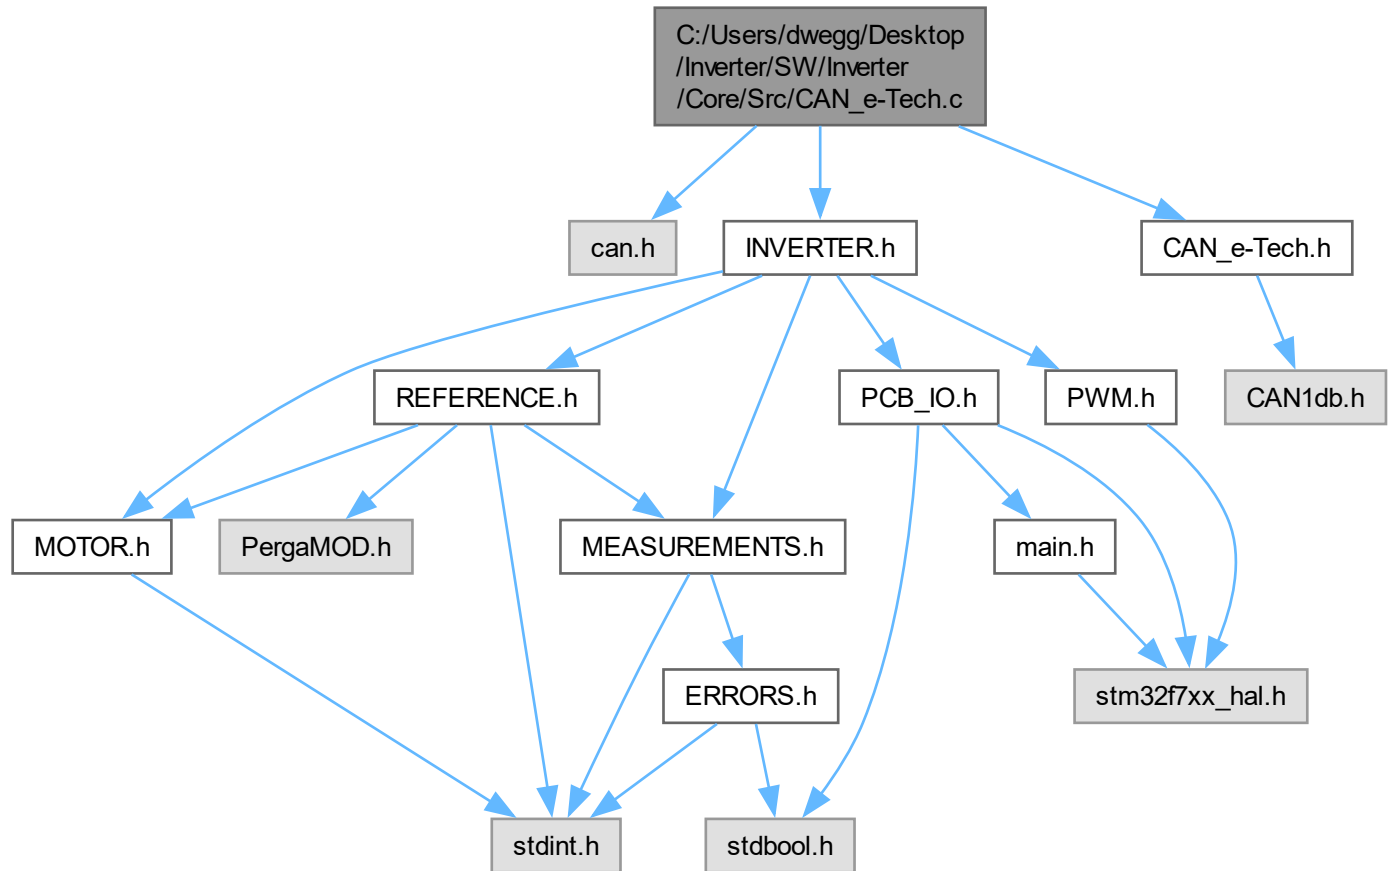 C:/Users/dwegg/Desktop
/Inverter/SW/Inverter
/Core/Src/CAN_e-Tech.c
can.h
INVERTER.h
CAN_e-Tech.h
REFERENCE.h
PCB_IO.h
PWM.h
CAN1db.h
MOTOR.h
PergaMOD.h
MEASUREMENTS.h
main.h
ERRORS.h
stm32f7xx_hal.h
stdint.h
stdbool.h